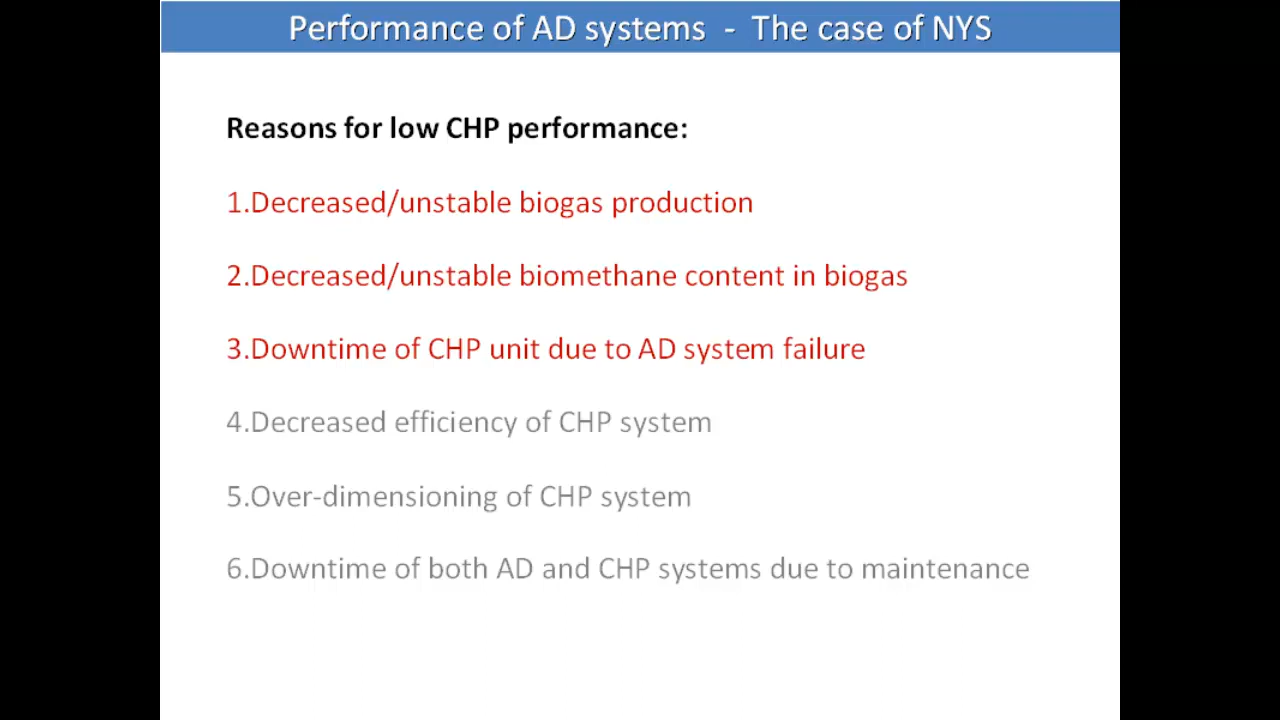 Performance of AD systems - The case of NYS
Reasons for low CHP performance:
1.Decreased/unstable biogas production
2.Decreased/unstable biomethane content in biogas
3.Downtime of CHP unit due to AD system failure
4.Decreased efficiency of CHP system
5.Over-dimensioning of CHP system
6.Downtime of both AD and CHP systems due to maintenance